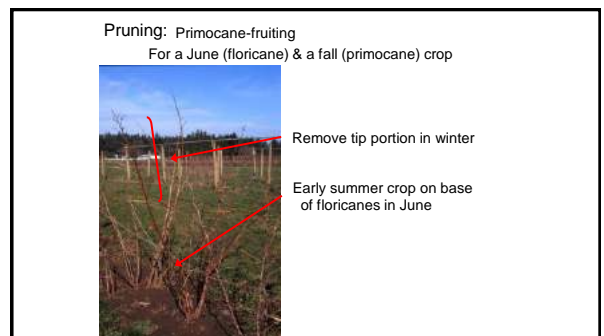 Pruning: Primocane-fruiting
For a June (floricane) & a fall (primocane) crop
Remove tip portion in winter
Early summer crop on base
of floricanes in June